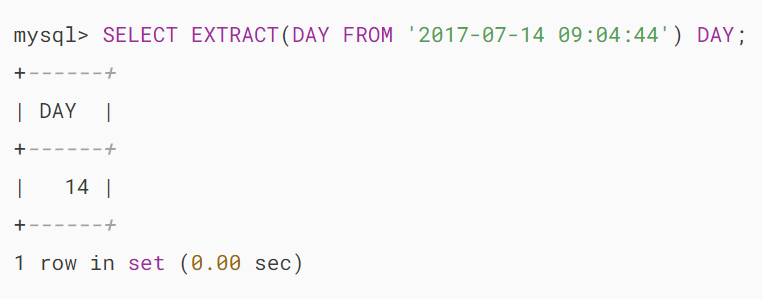 mysql> SELECT EXTRACT(DAY FROM '2017-07-14 09:04:44') DAY;
+------+
| DAY  |
+------+
|   14 |
+------+
1 row in set (0.00 sec)